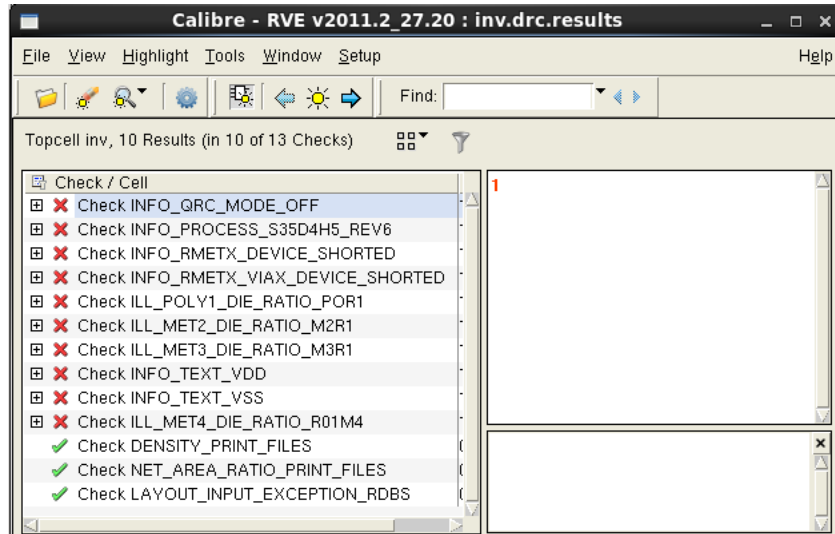 Calibre - RVE v2011.2_27.20 : inv.drc.results
File View Highlight Tools Window Setup Help
Find:
Topcell inv, 10 Results (in 10 of 13 Checks)
Check / Cell
1
Check INFO_QRC_MODE_OFF
Check INFO_PROCESS_S35D4H5_REV6
Check INFO_RMETX_DEVICE_SHORTED
Check INFO_RMETX_VIAX_DEVICE_SHORTED
Check ILL_POLY1_DIE_RATIO_POR1
Check ILL_MET2_DIE_RATIO_M2R1
Check ILL_MET3_DIE_RATIO_M3R1
Check INFO_TEXT_VDD
Check INFO_TEXT_VSS
Check ILL_MET4_DIE_RATIO_R01M4
Check DENSITY_PRINT_FILES
Check NET_AREA_RATIO_PRINT_FILES
Check LAYOUT_INPUT_EXCEPTION_RDBS